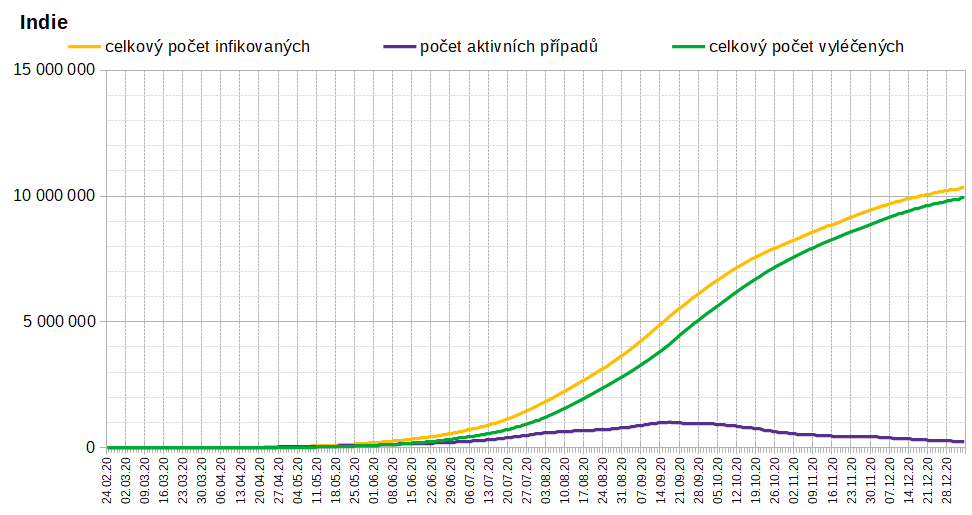 Indie
celkový počet infikovaných počet aktivních případů celkový počet vyléčených
15 000 000
10 000 000
5 000 000
0
24.02.20 02.03.20 09.03.20 16.03.20 23.03.20 30.03.20 06.04.20 13.04.20 20.04.20 27.04.20 04.05.20 11.05.20 18.05.20 25.05.20 01.06.20 08.06.20 15.06.20 22.06.20 29.06.20 06.07.20 13.07.20 20.07.20 27.07.20 03.08.20 10.08.20 17.08.20 24.08.20 31.08.20 07.09.20 14.09.20 21.09.20 28.09.20 05.10.20 12.10.20 19.10.20 26.10.20 02.11.20 09.11.20 16.11.20 23.11.20 30.11.20 07.12.20 14.12.20 21.12.20 28.12.20